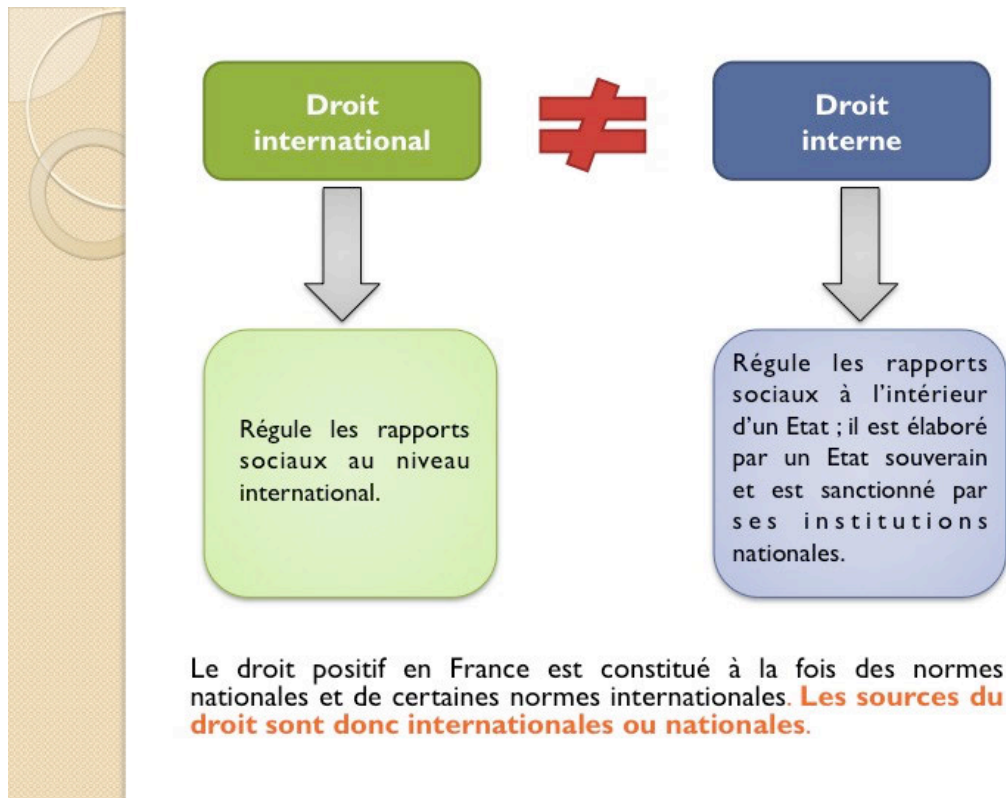 Droit
international
≠
Droit
interne
Régule les rapports
sociaux au niveau
international.
Régule les rapports
sociaux à l'intérieur
d'un Etat ; il est élaboré
par un Etat souverain
et est sanctionné par
ses institutions
nationales.
Le droit positif en France est constitué à la fois des normes
nationales et de certaines normes internationales. Les sources du
droit sont donc internationales ou nationales.